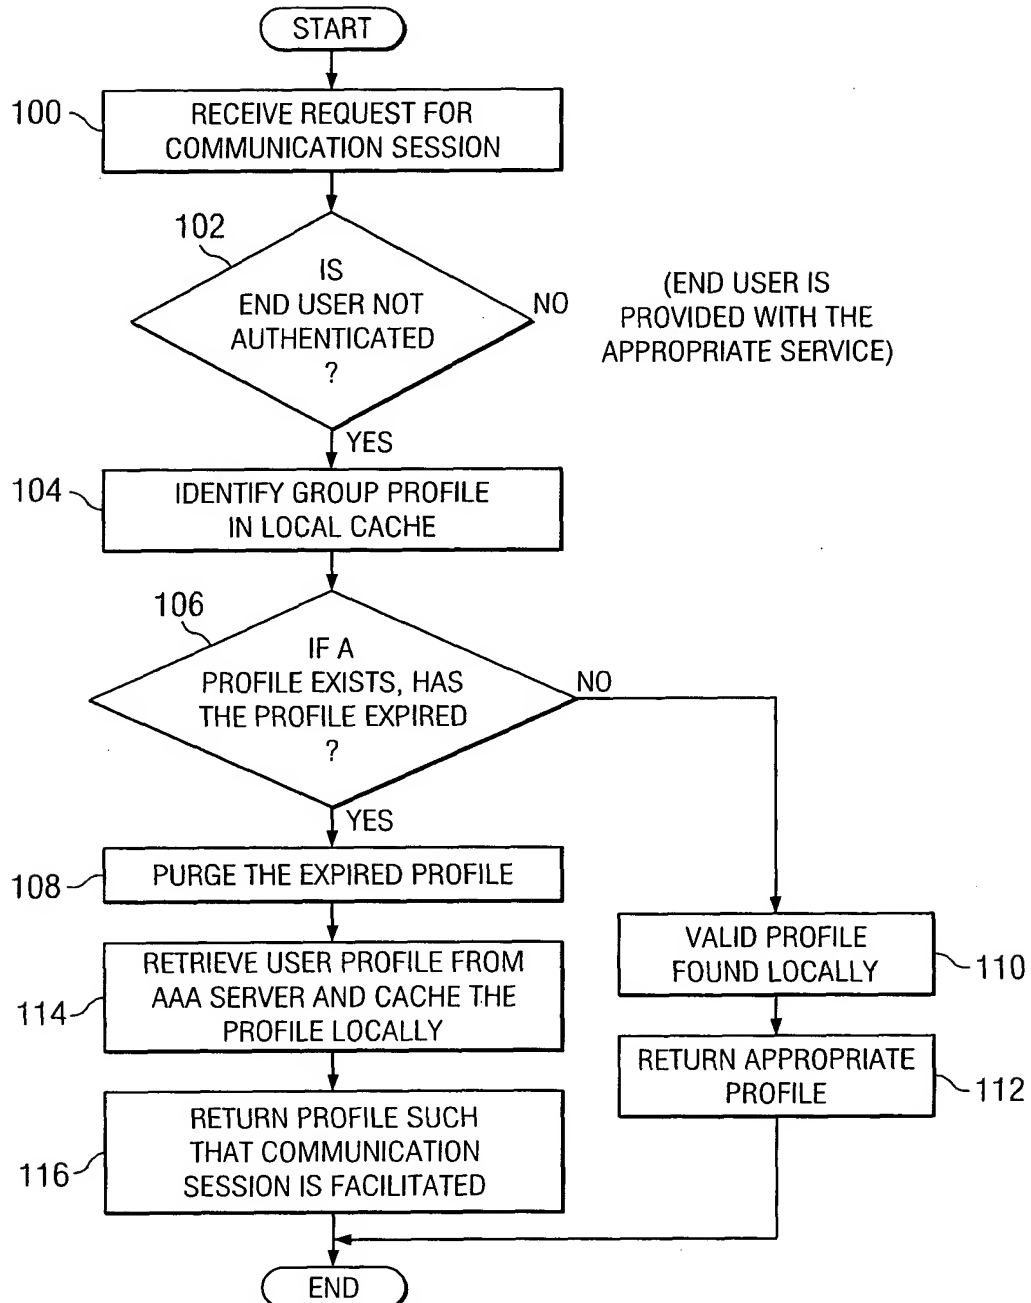 START
100
RECEIVE REQUEST FOR
COMMUNICATION SESSION
102
IS
END USER NOT
AUTHENTICATED
?
NO
(END USER IS
PROVIDED WITH THE
APPROPRIATE SERVICE)
YES
104
IDENTIFY GROUP PROFILE
IN LOCAL CACHE
106
IF A
PROFILE EXISTS, HAS
THE PROFILE EXPIRED
?
NO
YES
108
PURGE THE EXPIRED PROFILE
114
RETRIEVE USER PROFILE FROM
AAA SERVER AND CACHE THE
PROFILE LOCALLY
VALID PROFILE
FOUND LOCALLY
110
RETURN APPROPRIATE
PROFILE
112
116
RETURN PROFILE SUCH
THAT COMMUNICATION
SESSION IS FACILITATED
END